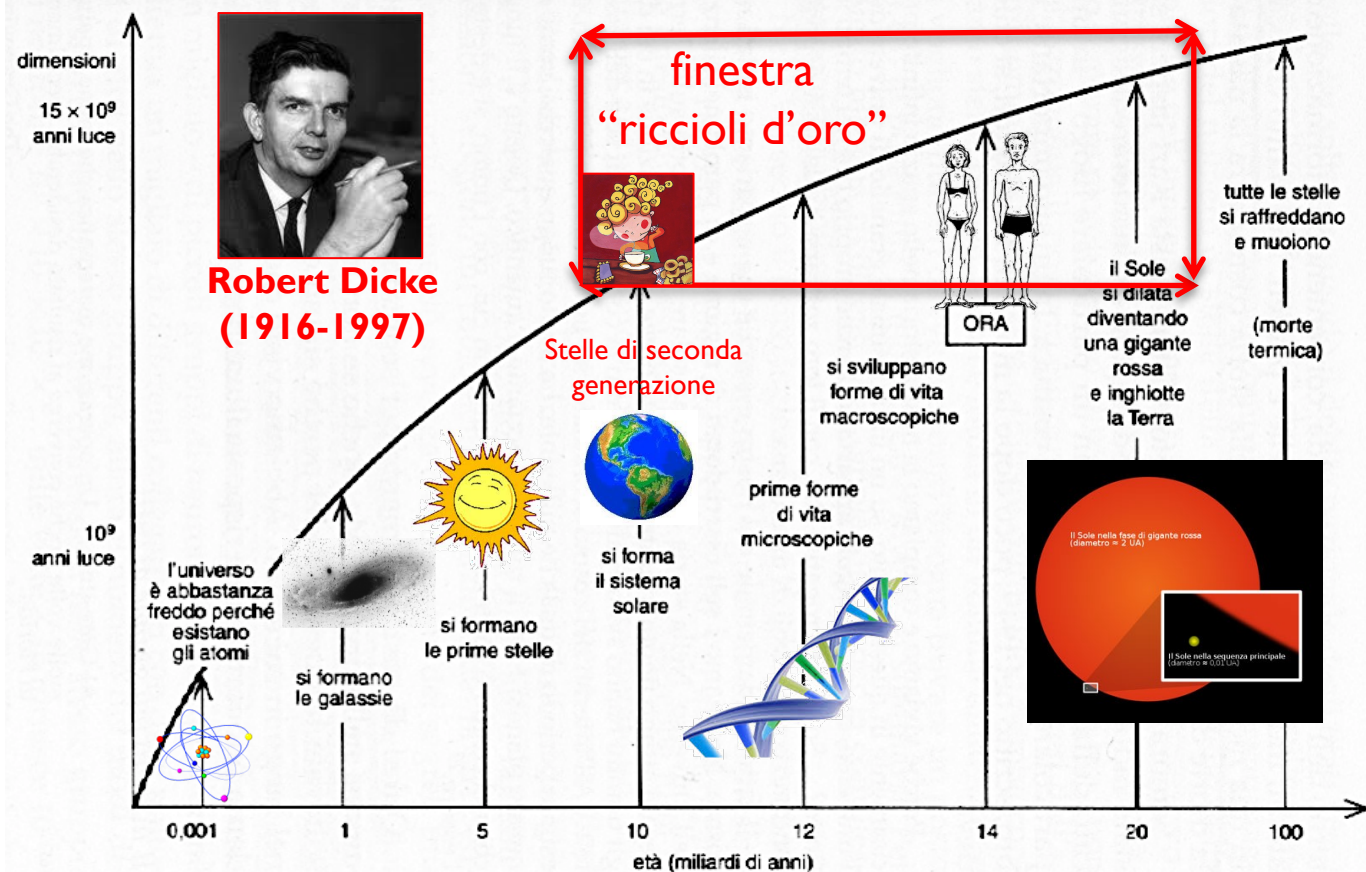 dimensioni
15 × 10⁹
anni luce
10⁹
anni luce
Robert Dicke
(1916-1997)
finestra
“riccioli d’oro”
Stelle di seconda
generazione
l'universo
è abbastanza
freddo perché
esistano
gli atomi
si formano
le galassie
si formano
le prime stelle
si forma
il sistema
solare
prime forme
di vita
microscopiche
si sviluppano
forme di vita
macroscopiche
ORA
il Sole
si dilata
diventando
una gigante
rossa
e inghiotte
la Terra
tutte le stelle
si raffreddano
e muoiono
(morte
termica)
Il Sole nella fase di gigante rossa
(diametro ≈ 2 UA)
Il Sole nella sequenza principale
(diametro ≈ 0,01 UA)
0,001
1
5
10
12
14
20
100
età (miliardi di anni)